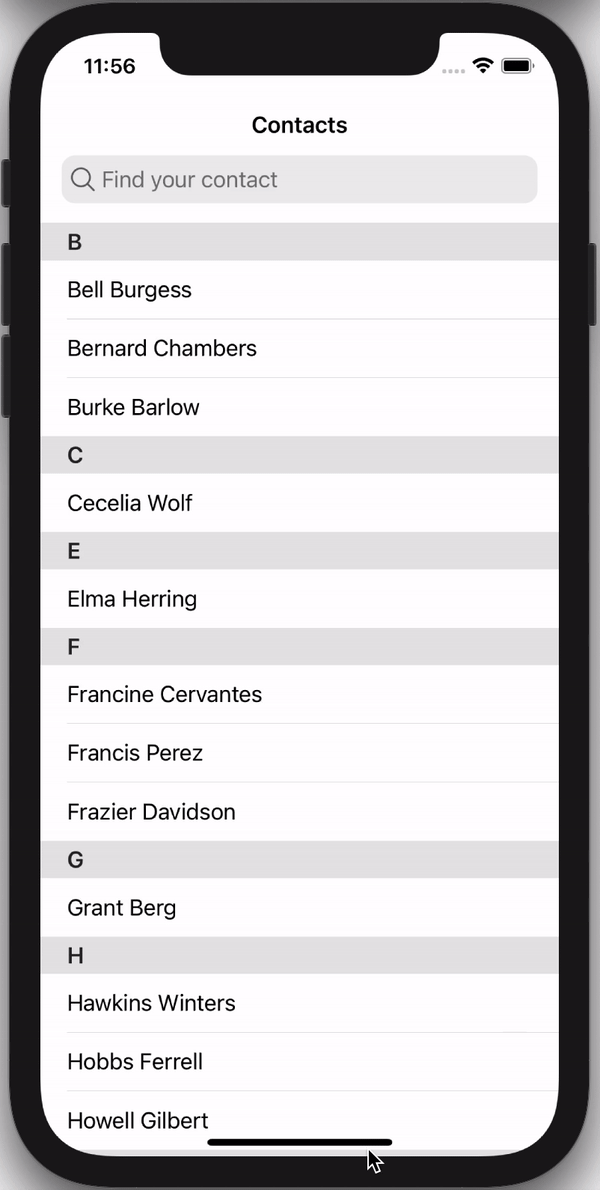 11:56
Contacts
Find your contact
B
Bell Burgess
Bernard Chambers
Burke Barlow
C
Cecelia Wolf
E
Elma Herring
F
Francine Cervantes
Francis Perez
Frazier Davidson
G
Grant Berg
H
Hawkins Winters
Hobbs Ferrell
Howell Gilbert